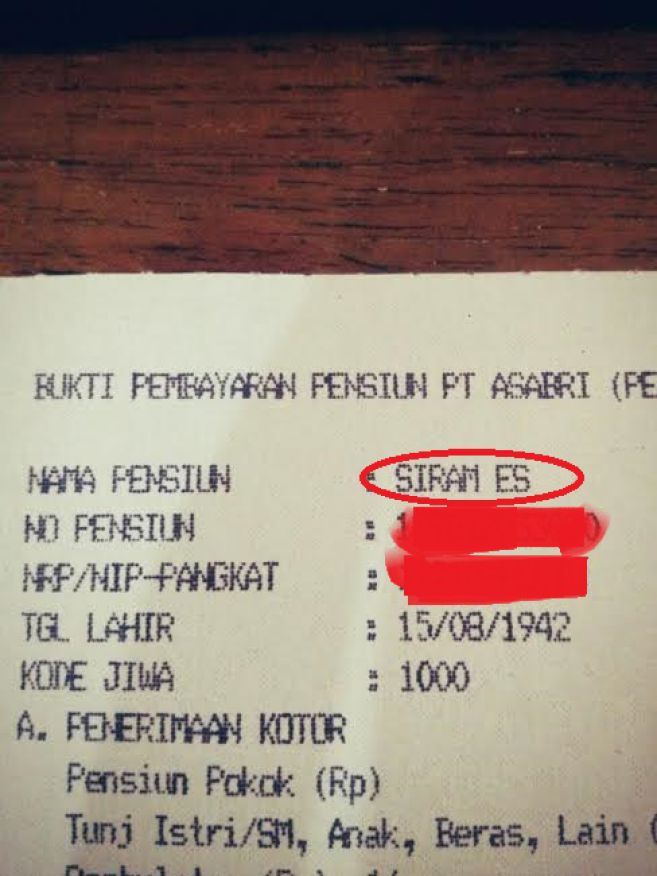 BUKTI PEMBAYARAN PENSIUN PT ASABRI (PE
NAMA PENSIUN : SIRAM ES
NO PENSIUN :
NRP/NIP-PANGKAT :
TGL LAHIR : 15/08/1942
KODE JIWA : 1000
A. PENERIMAAN KOTOR
Pensiun Pokok (Rp)
Tunj Istri/SM, Anak, Beras, Lain (